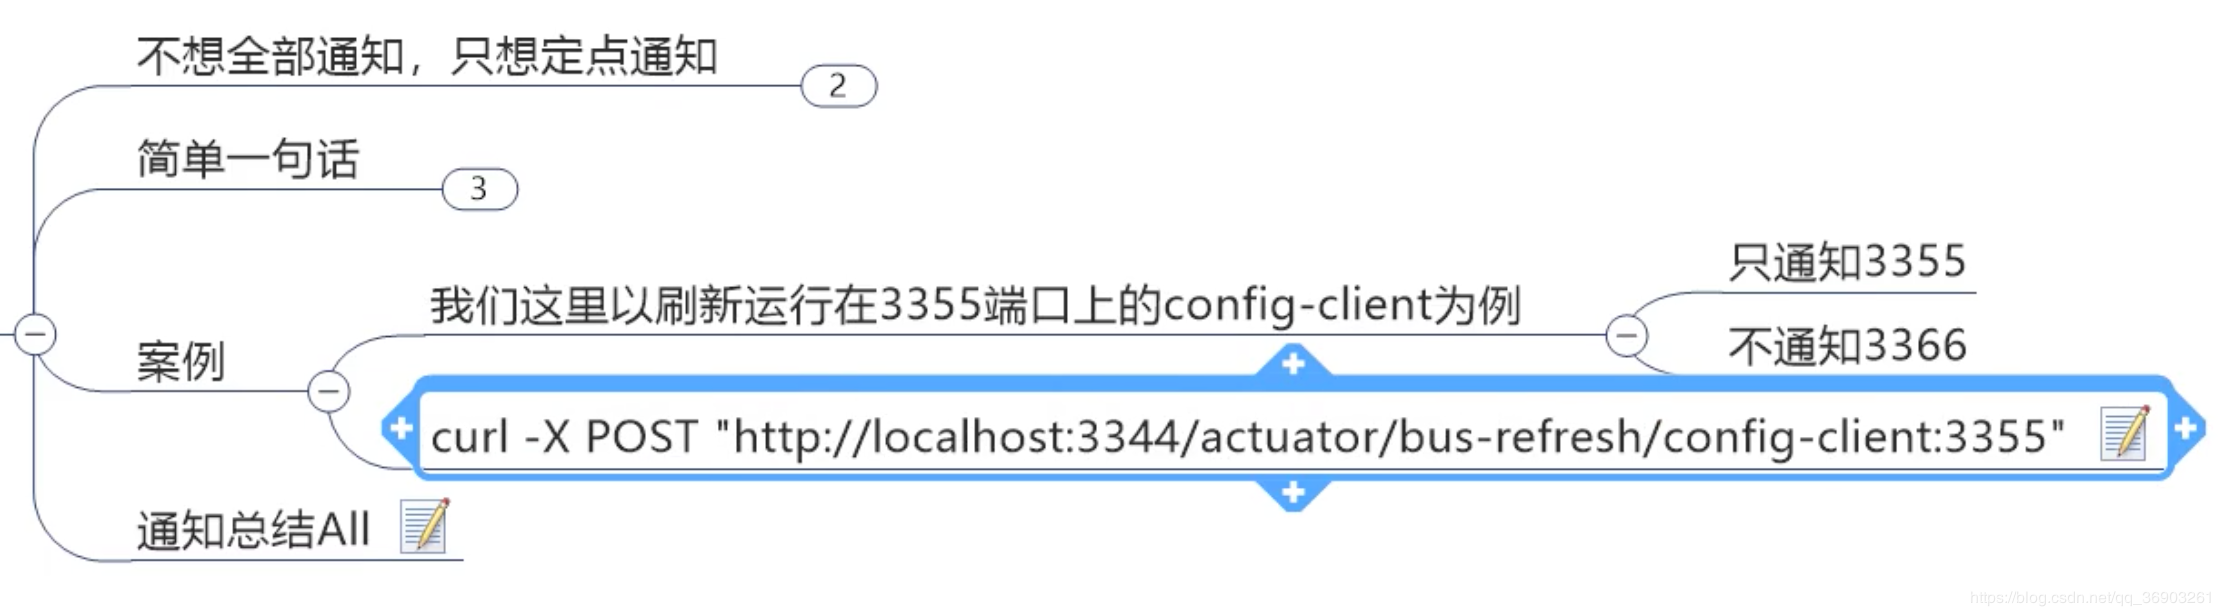 不想全部通知，只想定点通知
2
简单一句话
3
案例
我们这里以刷新运行在3355端口上的config-client为例
只通知3355
不通知3366
curl -X POST "http://localhost:3344/actuator/bus-refresh/config-client:3355"
通知总结All
https://blog.csdn.net/qq_36903261